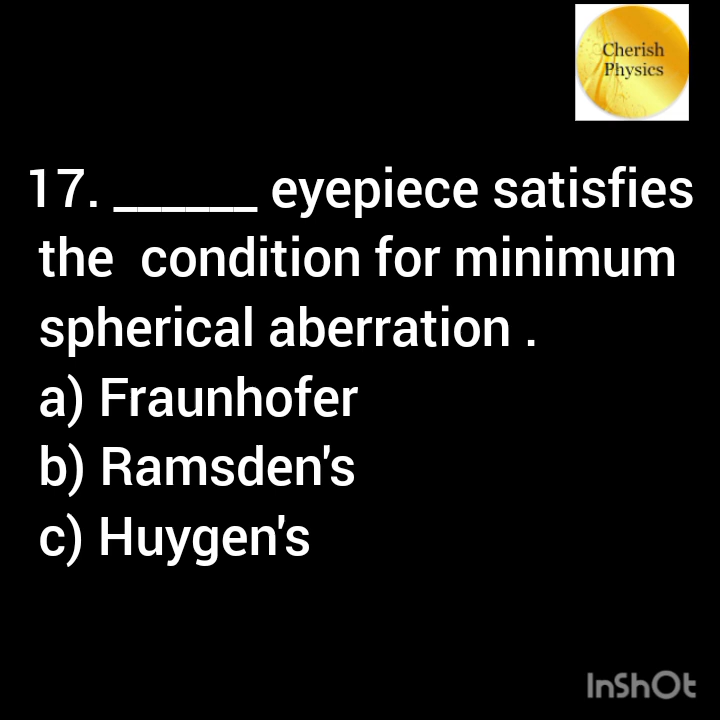 Cherish
Physics
17. ______ eyepiece satisfies
the condition for minimum
spherical aberration .
a) Fraunhofer
b) Ramsden's
c) Huygen's
InShOt